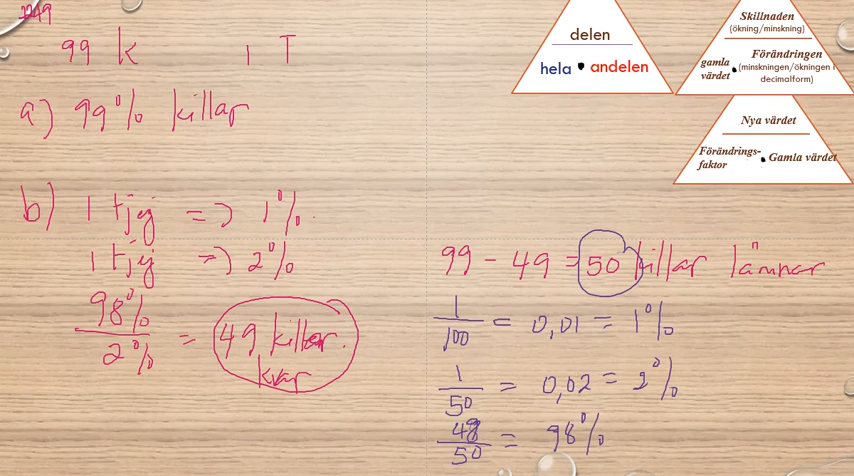 1249
99 k 1 T
a) 99% killar
b) 1 tjej => 1%.
1 tjej => 2%
98% / 2% = 49 killar.
kvar
delen
hela • andelen
Skillnaden
(ökning/minskning)
gamla värdet • Förändringen
(minskningen/ökningen i
decimalform)
Nya värdet
Förändrings-
faktor • Gamla värdet
99 - 49 = 50 killar lämnar
1/100 = 0,01 = 1%
1/50 = 0,02 = 2%
48/50 = 98%